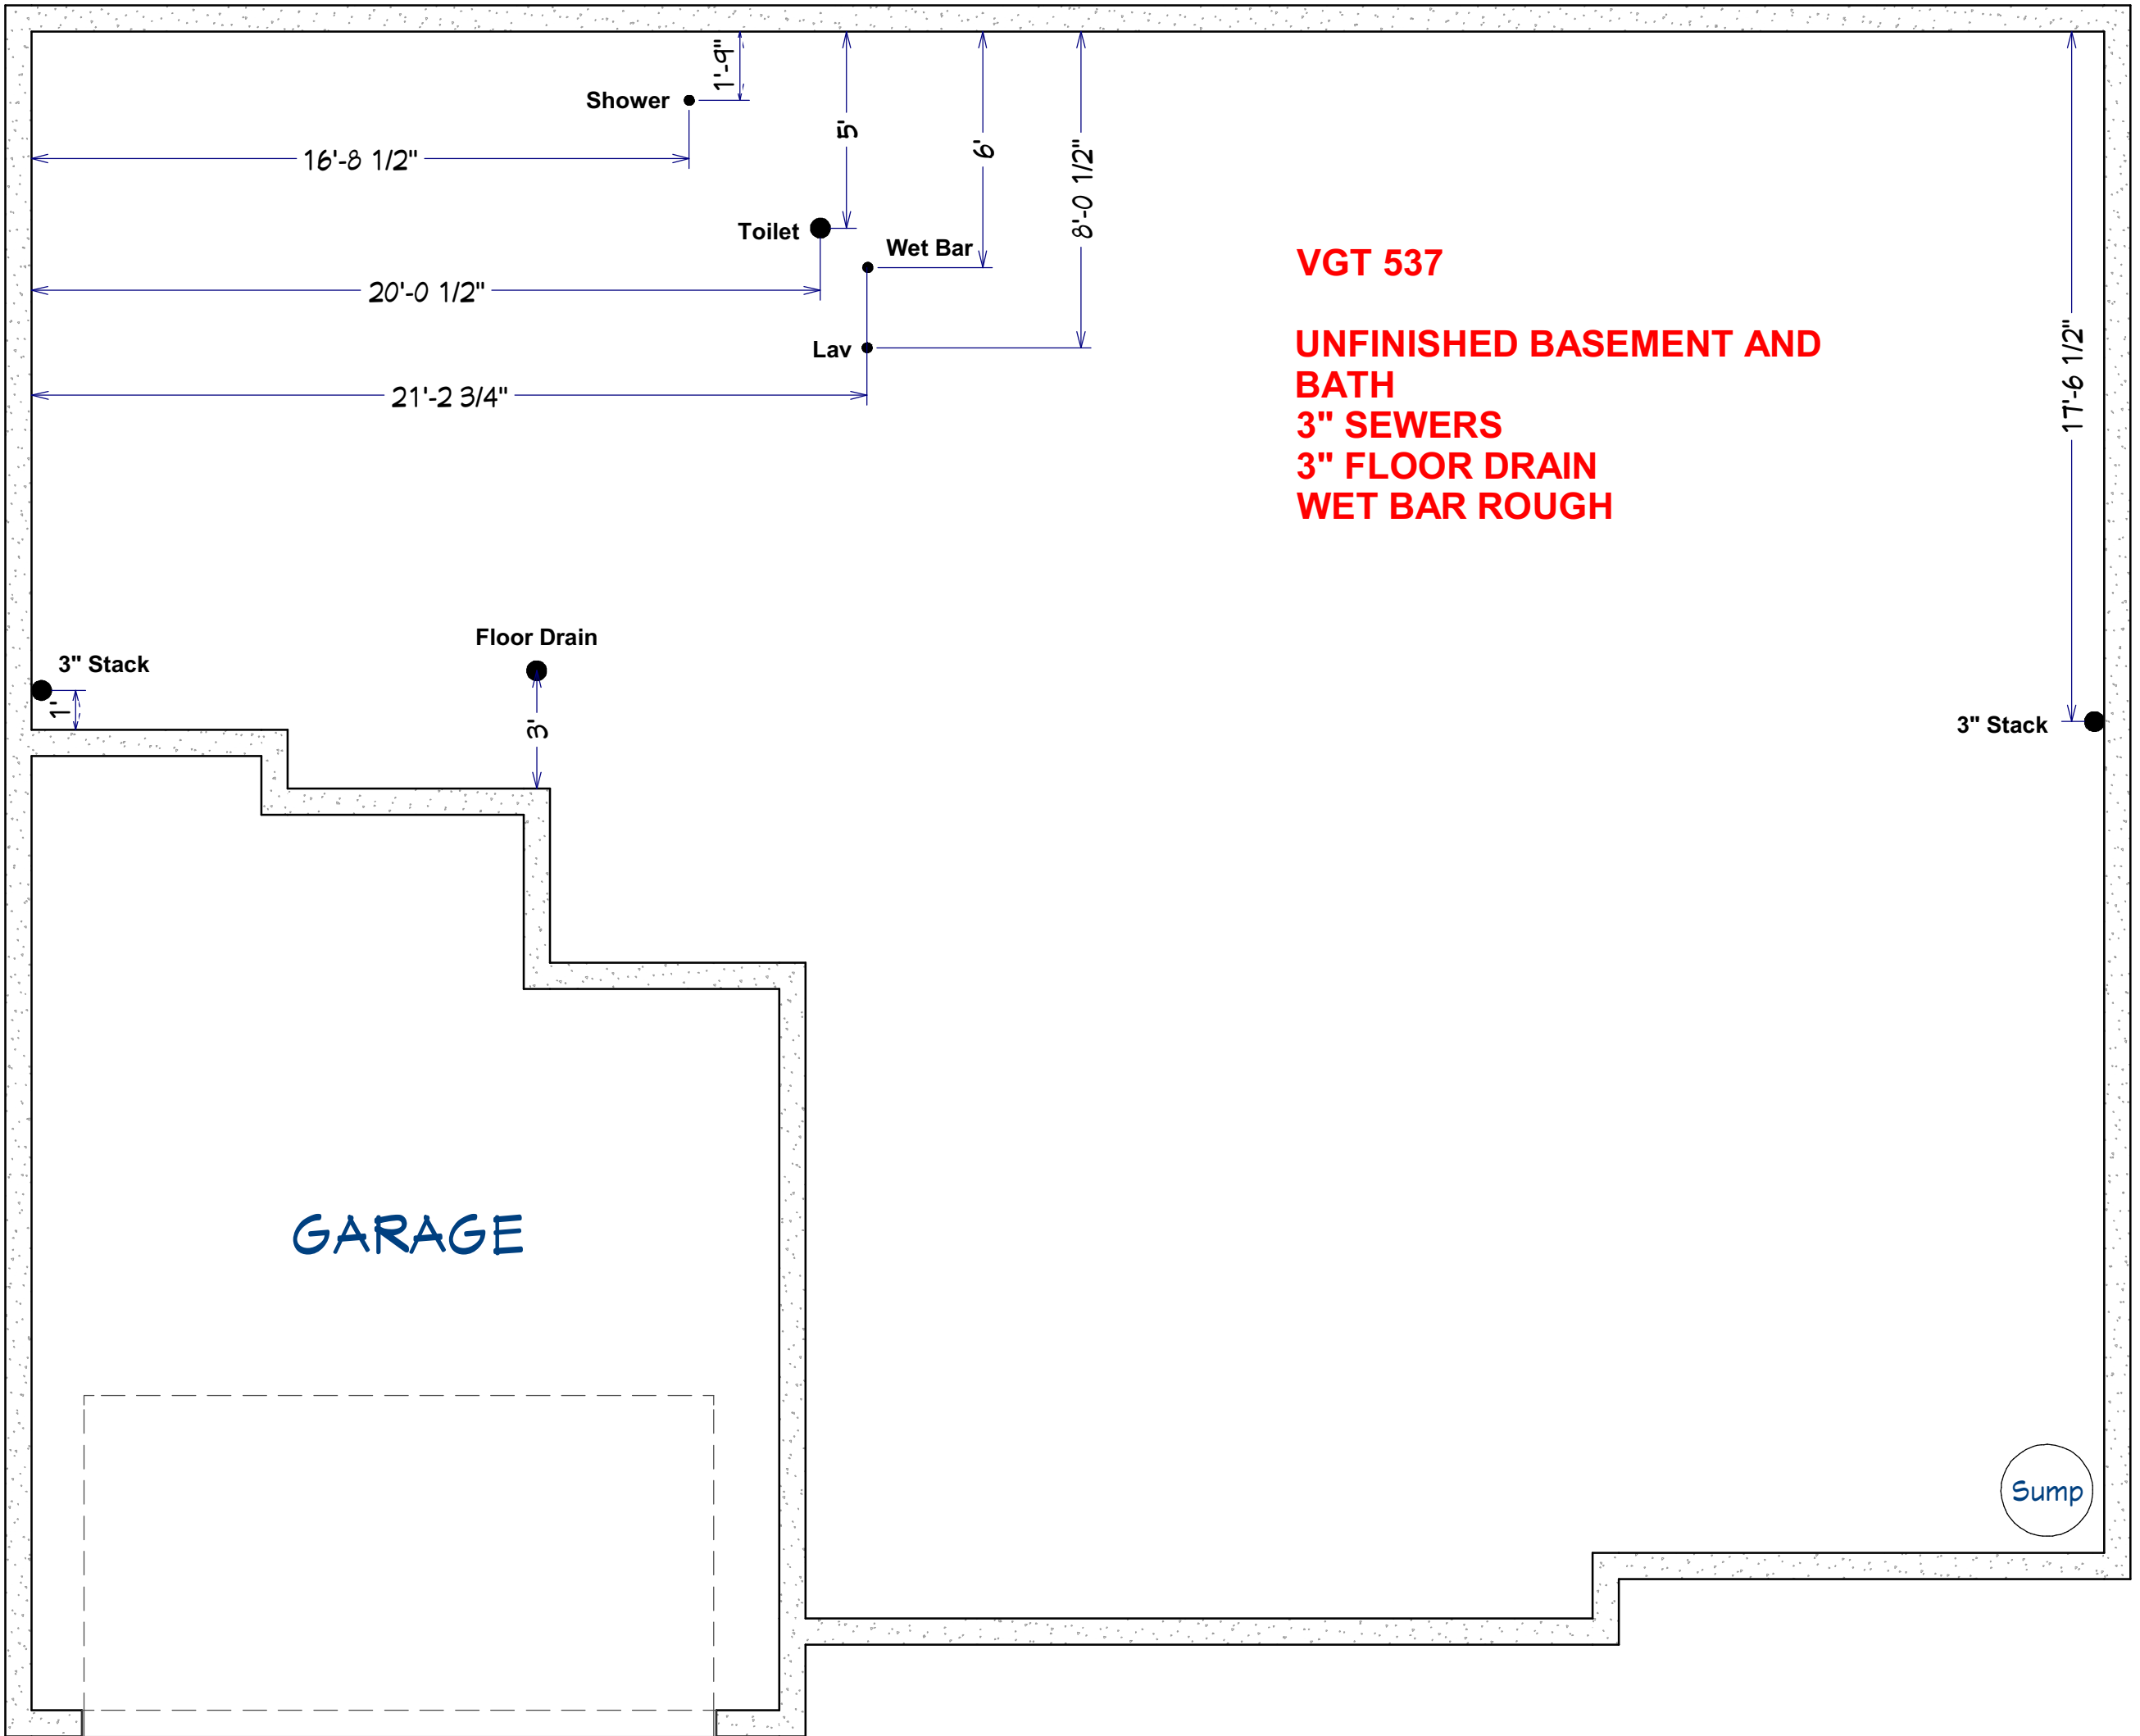 1'-9"
Shower
5'
6'
8'-0 1/2"
16'-8 1/2"
Toilet
Wet Bar
VGT 537
20'-0 1/2"
Lav
UNFINISHED BASEMENT AND
BATH
3" SEWERS
3" FLOOR DRAIN
WET BAR ROUGH
17'-6 1/2"
21'-2 3/4"
Floor Drain
3" Stack
1'
3'
3" Stack
GARAGE
Sump